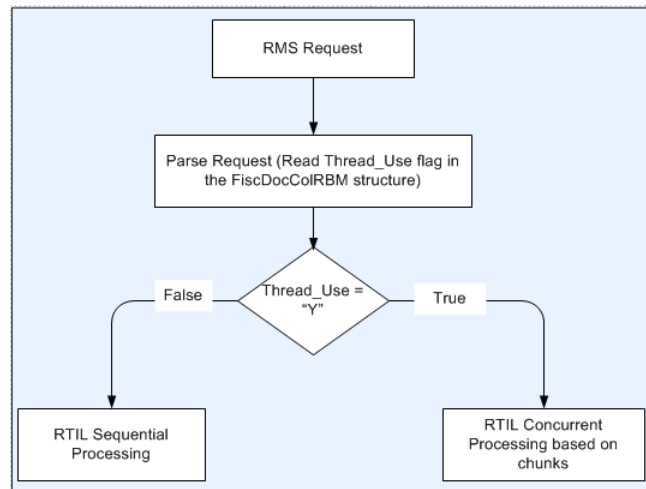 RMS Request
Parse Request (Read Thread_Use flag in
the FiscDocColRBM structure)
Thread_Use =
“Y”
False
True
RTIL Sequential
Processing
RTIL Concurrent
Processing based on
chunks